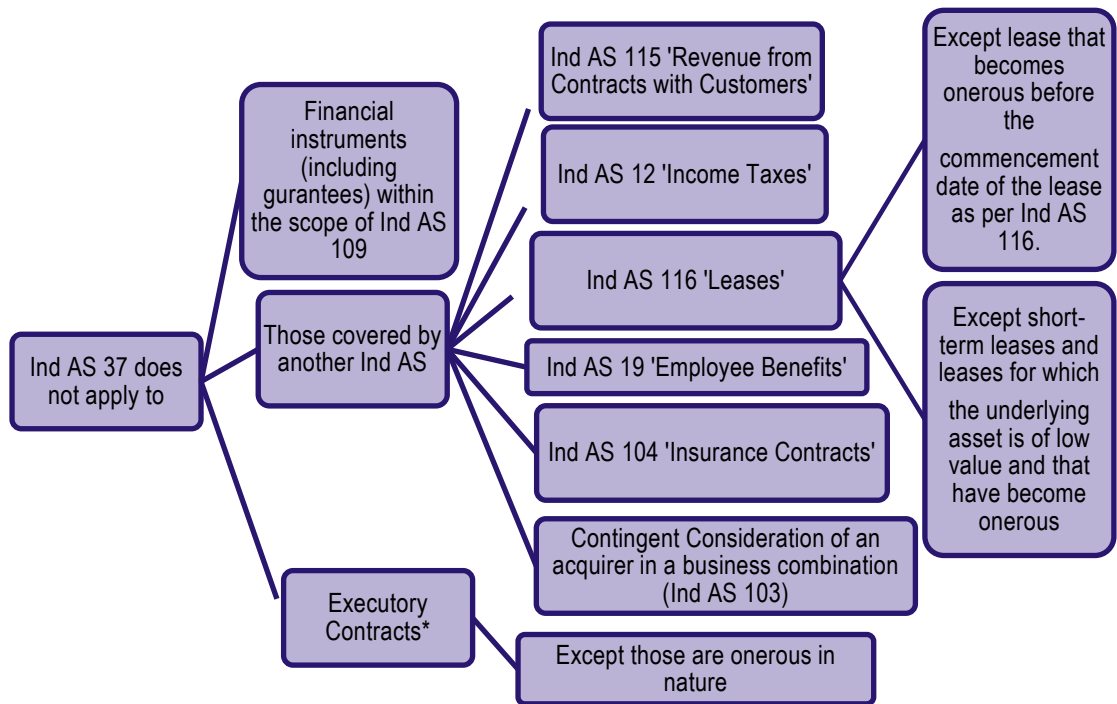 Ind AS 37 does
not apply to
Financial
instruments
(including
gurantees) within
the scope of Ind AS
109
Those covered by
another Ind AS
Ind AS 115 'Revenue from
Contracts with Customers'
Ind AS 12 'Income Taxes'
Ind AS 116 'Leases'
Except lease that
becomes
onerous before
the
commencement
date of the lease
as per Ind AS
116.
Except short-
term leases and
leases for which
the underlying
asset is of low
value and that
have become
onerous
Ind AS 19 'Employee Benefits'
Ind AS 104 'Insurance Contracts'
Contingent Consideration of an
acquirer in a business combination
(Ind AS 103)
Executory
Contracts*
Except those are onerous in
nature